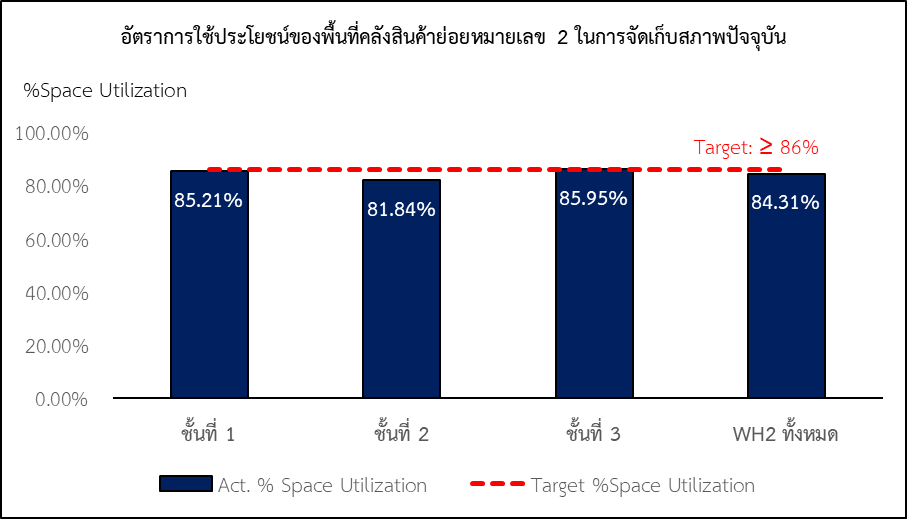 อัตราการใช้ประโยชน์ของพื้นที่คลังสินค้าย่อยหมายเลข 2 ในการจัดเก็บสภาพปัจจุบัน
%Space Utilization
100.00%
80.00%
60.00%
40.00%
20.00%
0.00%
Target: ≥ 86%
85.21%
81.84%
85.95%
84.31%
ชั้นที่ 1
ชั้นที่ 2
ชั้นที่ 3
WH2 ทั้งหมด
Act. % Space Utilization
Target %Space Utilization